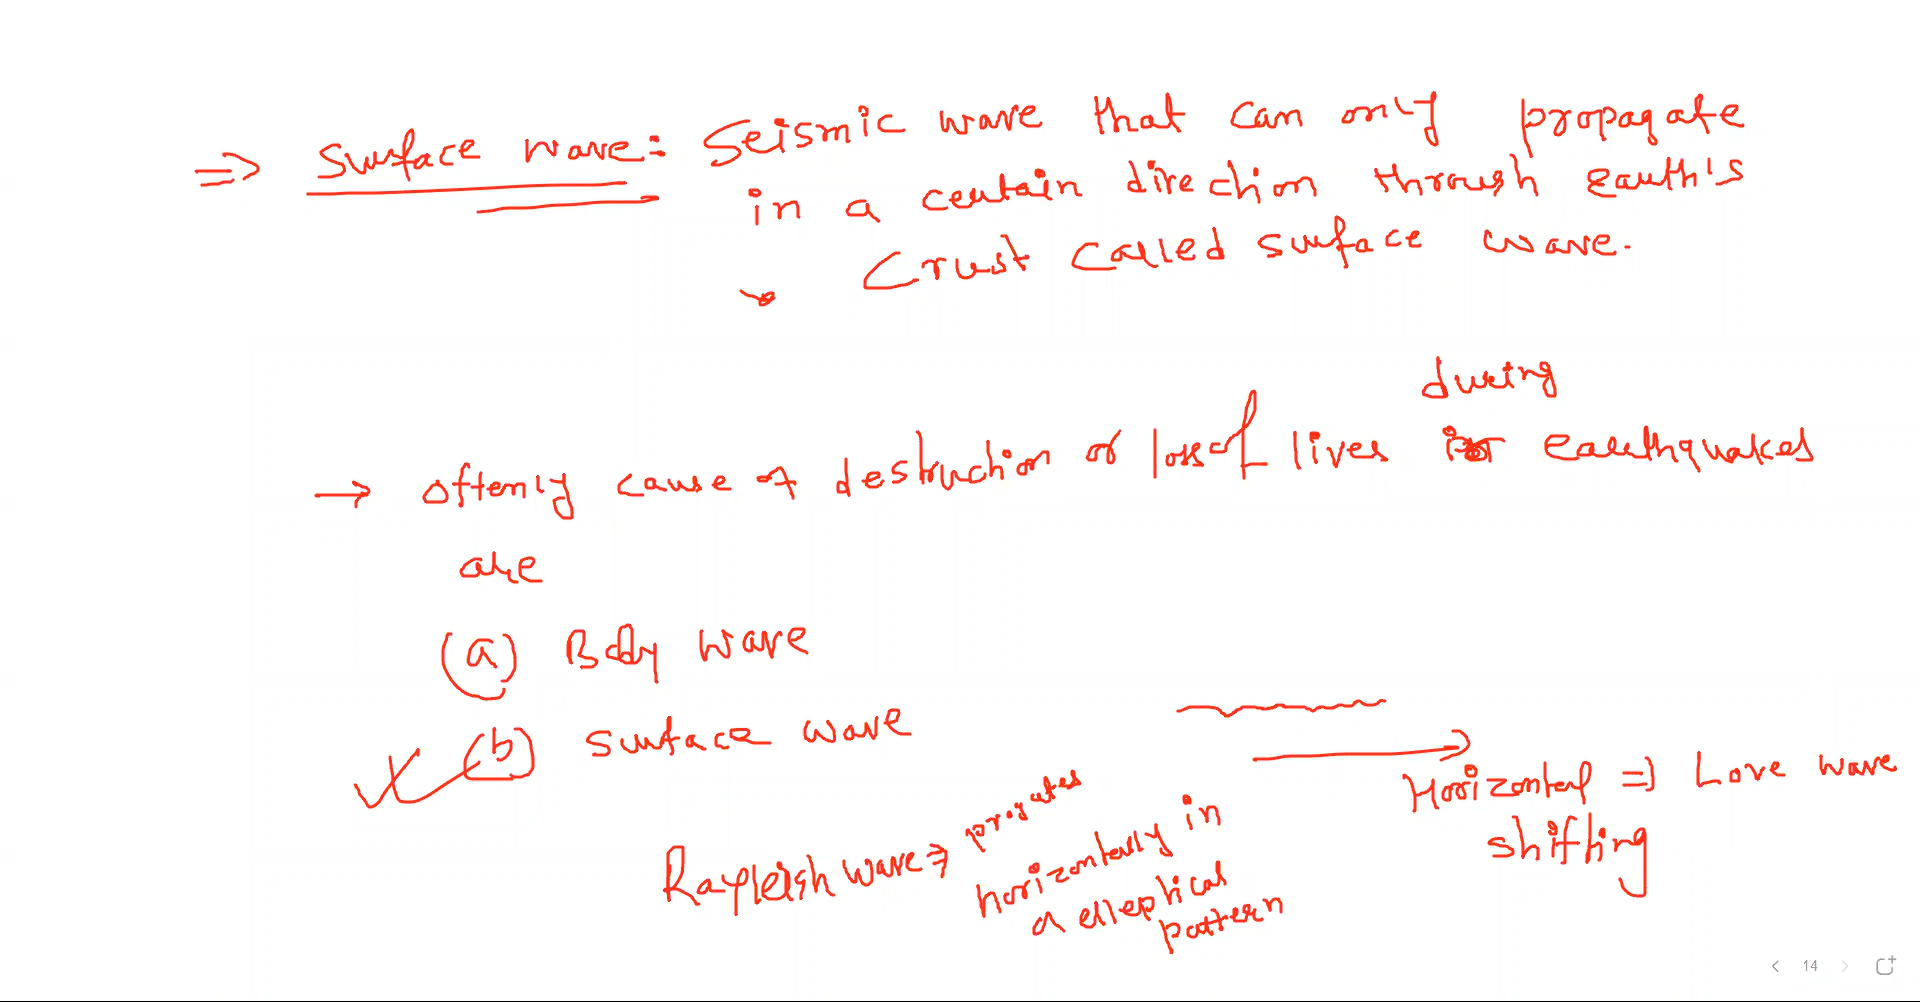 => Surface wave: Seismic wave that can only propagate
in a certain direction through Earth's
Crust called surface wave.
during
→ oftenly cause of destruction or loss of lives earthquakes
are
(a) Body wave
(b) Surface wave
Horizontal => Love wave
shifting
Rayleigh wave => progates
horizontally in
a elleptical
pattern
14